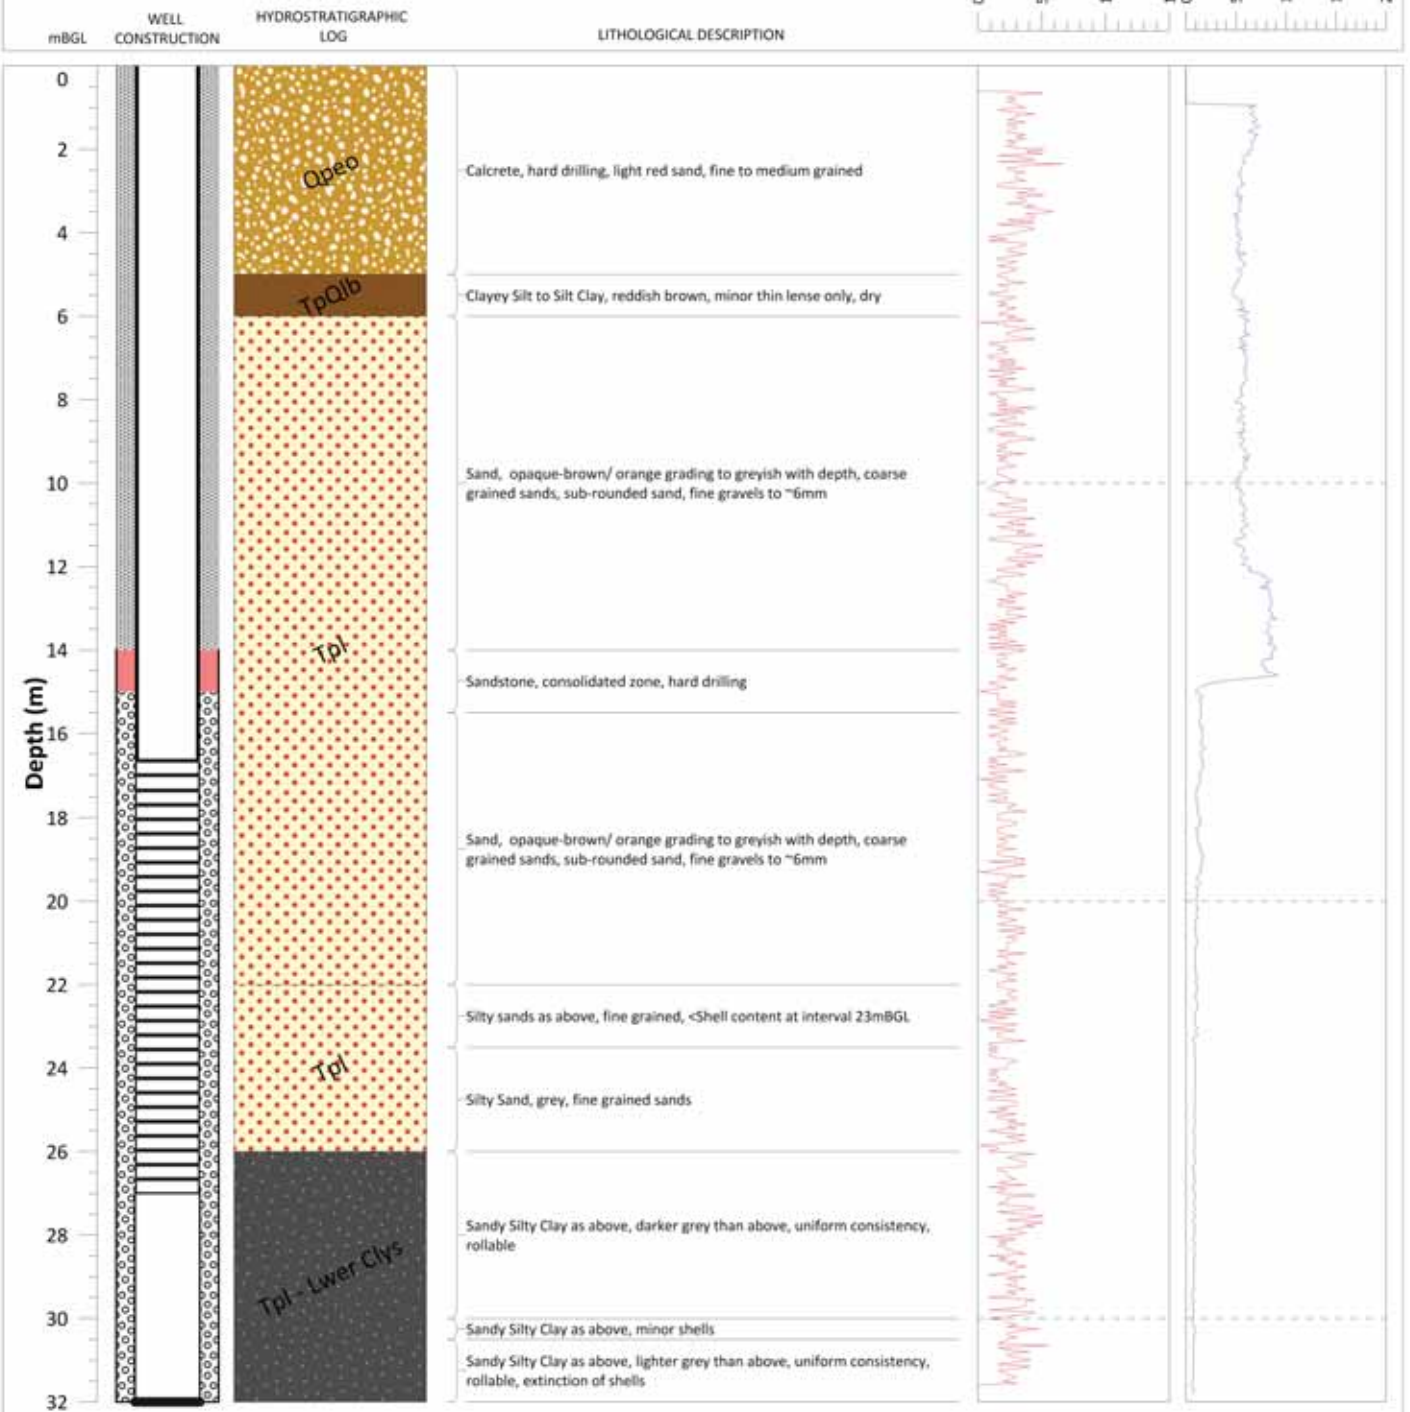 WELL
CONSTRUCTION
HYDROSTRATIGRAPHIC
LOG
LITHOLOGICAL DESCRIPTION
mBGL
Depth (m)
0
2
4
6
8
10
12
14
16
18
20
22
24
26
28
30
32
Qpeo
TpQlb
Tpl
Tpl
Tpl - Lwer Clys
Calcrete, hard drilling, light red sand, fine to medium grained
Clayey Silt to Silt Clay, reddish brown, minor thin lense only, dry
Sand, opaque-brown/ orange grading to greyish with depth, coarse
grained sands, sub-rounded sand, fine gravels to ~6mm
Sandstone, consolidated zone, hard drilling
Sand, opaque-brown/ orange grading to greyish with depth, coarse
grained sands, sub-rounded sand, fine gravels to ~6mm
Silty sands as above, fine grained, <Shell content at interval 23mBGL
Silty Sand, grey, fine grained sands
Sandy Silty Clay as above, darker grey than above, uniform consistency,
rollable
Sandy Silty Clay as above, minor shells
Sandy Silty Clay as above, lighter grey than above, uniform consistency,
rollable, extinction of shells